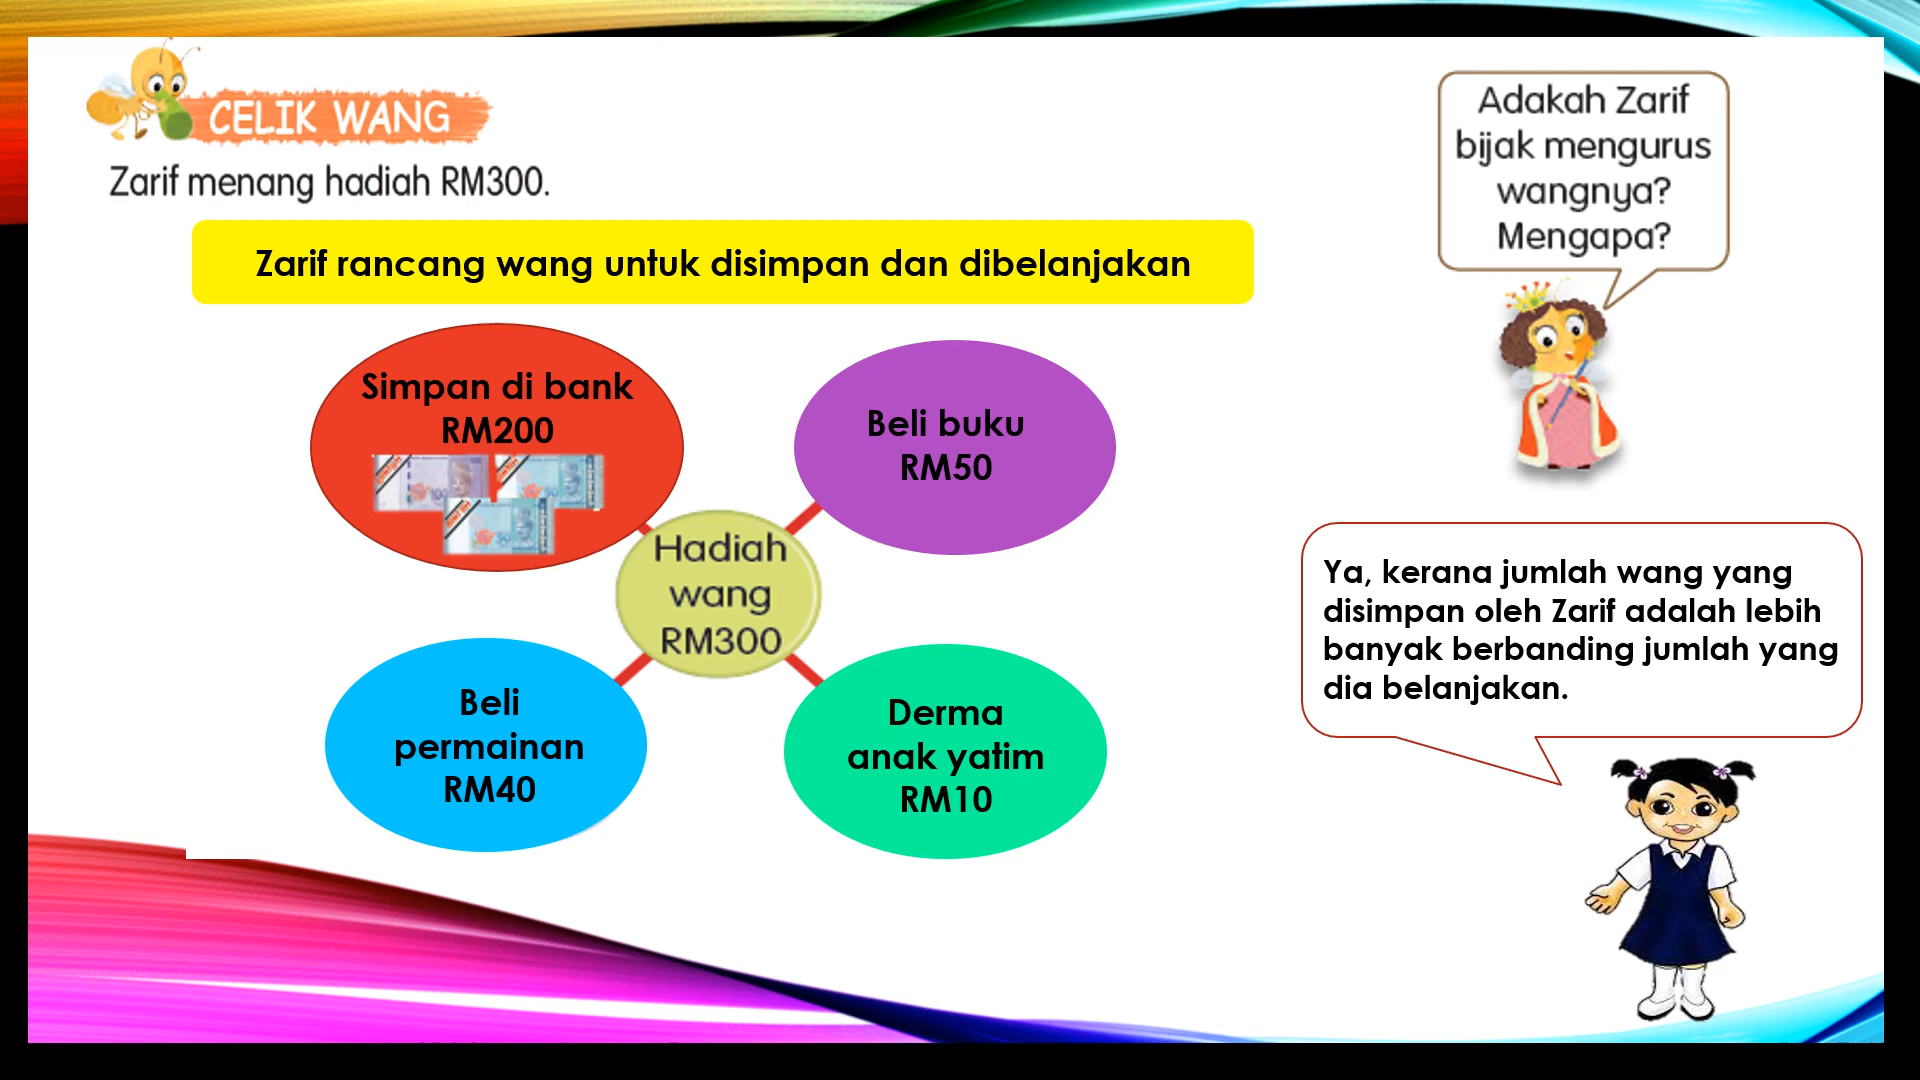 CELIK WANG
Zarif menang hadiah RM300.
Zarif rancang wang untuk disimpan dan dibelanjakan
Adakah Zarif
bijak mengurus
wangnya?
Mengapa?
Simpan di bank
RM200
Beli buku
RM50
Hadiah
wang
RM300
Beli
permainan
RM40
Derma
anak yatim
RM10
Ya, kerana jumlah wang yang
disimpan oleh Zarif adalah lebih
banyak berbanding jumlah yang
dia belanjakan.